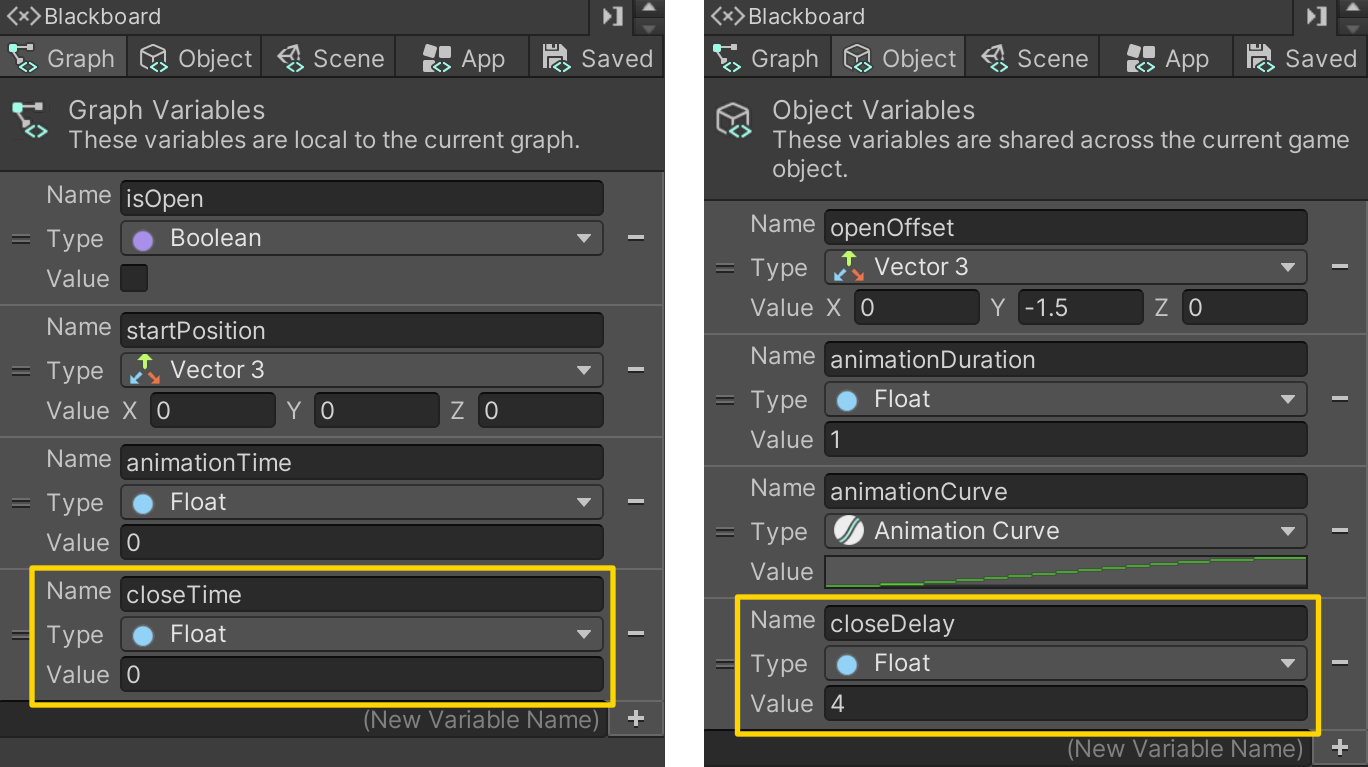 Blackboard
Graph Object Scene App Saved
Graph Variables
These variables are local to the current graph.
Name isOpen
Type Boolean
Value
Name startPosition
Type Vector 3
Value X 0 Y 0 Z 0
Name animationTime
Type Float
Value 0
Name closeTime
Type Float
Value 0
(New Variable Name) +
Blackboard
Graph Object Scene App Saved
Object Variables
These variables are shared across the current game
object.
Name openOffset
Type Vector 3
Value X 0 Y -1.5 Z 0
Name animationDuration
Type Float
Value 1
Name animationCurve
Type Animation Curve
Value
Name closeDelay
Type Float
Value 4
(New Variable Name) +